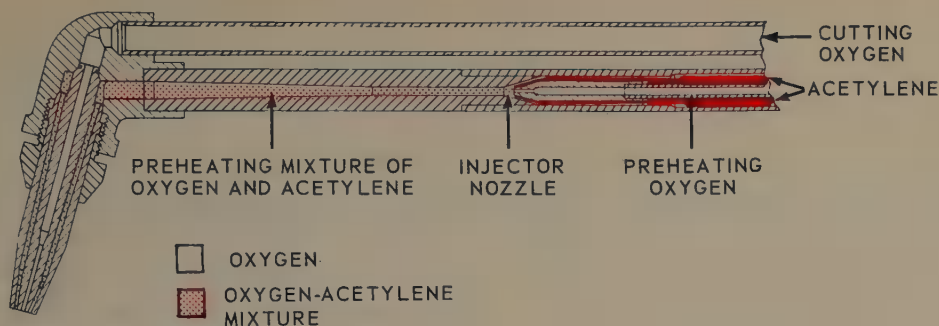 CUTTING
OXYGEN
ACETYLENE
PREHEATING MIXTURE OF
OXYGEN AND ACETYLENE
INJECTOR
NOZZLE
PREHEATING
OXYGEN
OXYGEN
OXYGEN-ACETYLENE
MIXTURE